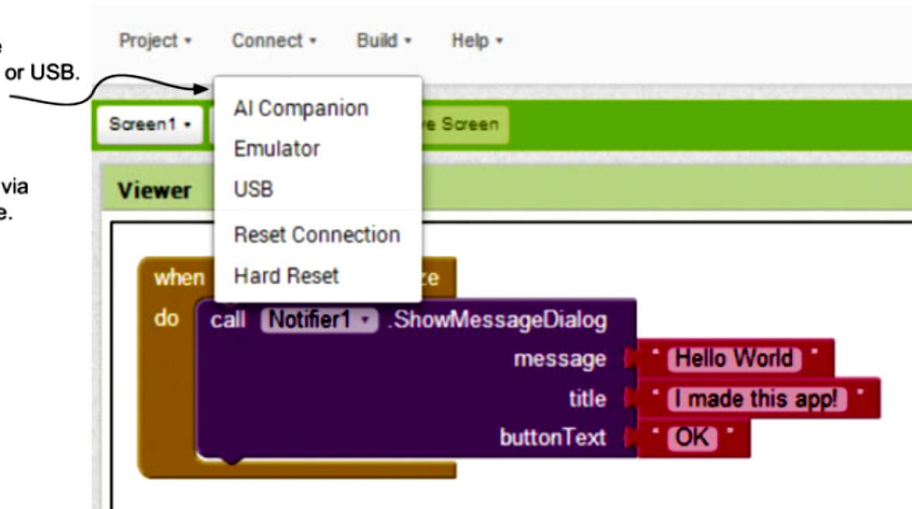 Project Connect Build Help
or USB.
Screen1
AI Companion
Screen
Emulator
via
Viewer
USB
Reset Connection
when
Hard Reset
do call Notifier1 .ShowMessageDialog
message " Hello World "
title " I made this app! "
buttonText " OK "